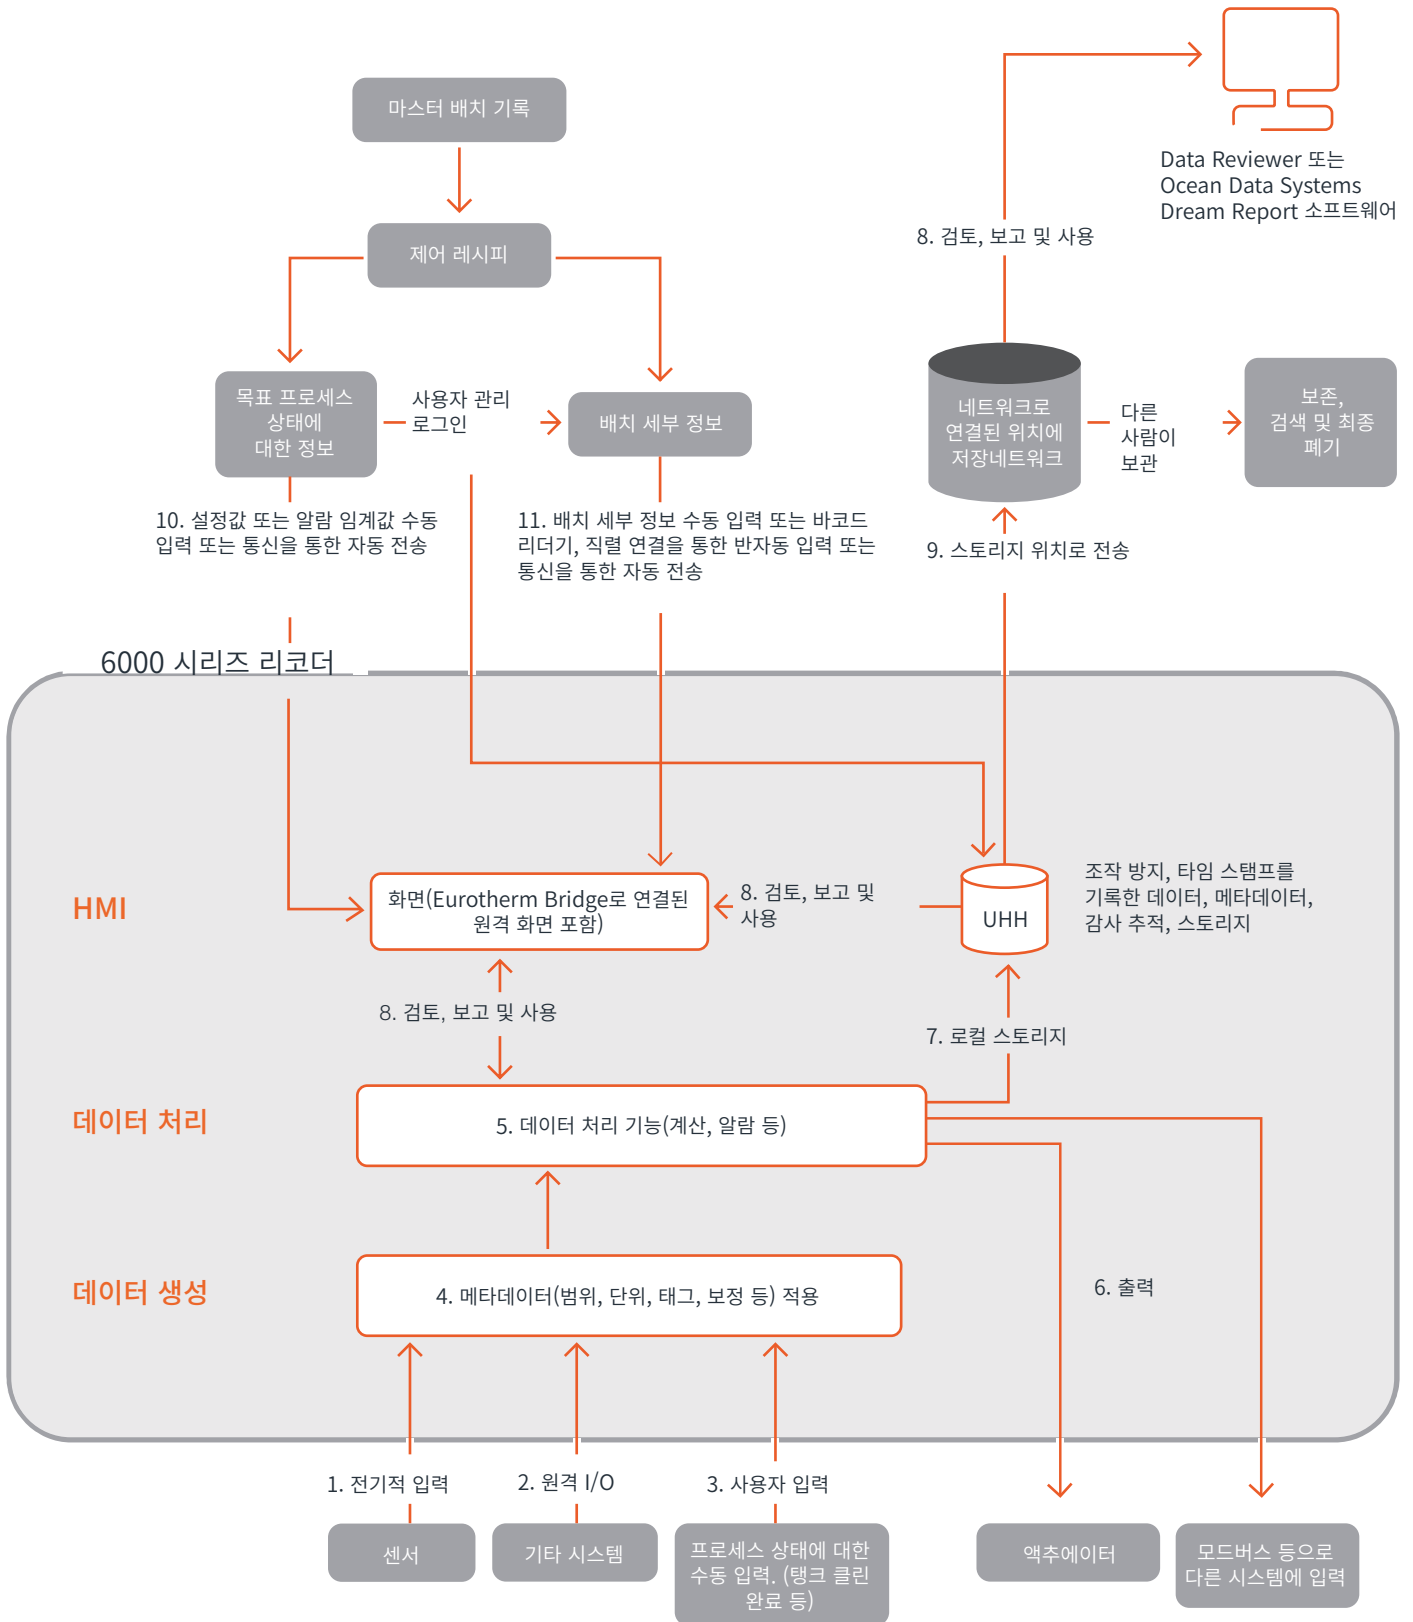 마스터 배치 기록
제어 레시피
Data Reviewer 또는
Ocean Data Systems
Dream Report 소프트웨어
8. 검토, 보고 및 사용
목표 프로세스
상태에
대한 정보
사용자 관리
로그인
배치 세부 정보
네트워크로
연결된 위치에
저장네트워크
다른
사람이
보관
보존,
검색 및 최종
폐기
10. 설정값 또는 알람 임계값 수동
입력 또는 통신을 통한 자동 전송
11. 배치 세부 정보 수동 입력 또는 바코드
리더기, 직렬 연결을 통한 반자동 입력 또는
통신을 통한 자동 전송
9. 스토리지 위치로 전송
6000 시리즈 리코더
HMI
화면(Eurotherm Bridge로 연결된
원격 화면 포함)
8. 검토, 보고 및
사용
UHH
조작 방지, 타임 스탬프를
기록한 데이터, 메타데이터,
감사 추적, 스토리지
8. 검토, 보고 및 사용
7. 로컬 스토리지
데이터 처리
5. 데이터 처리 기능(계산, 알람 등)
데이터 생성
4. 메타데이터(범위, 단위, 태그, 보정 등) 적용
6. 출력
1. 전기적 입력
2. 원격 I/O
3. 사용자 입력
센서
기타 시스템
프로세스 상태에 대한
수동 입력. (탱크 클린
완료 등)
액추에이터
모드버스 등으로
다른 시스템에 입력